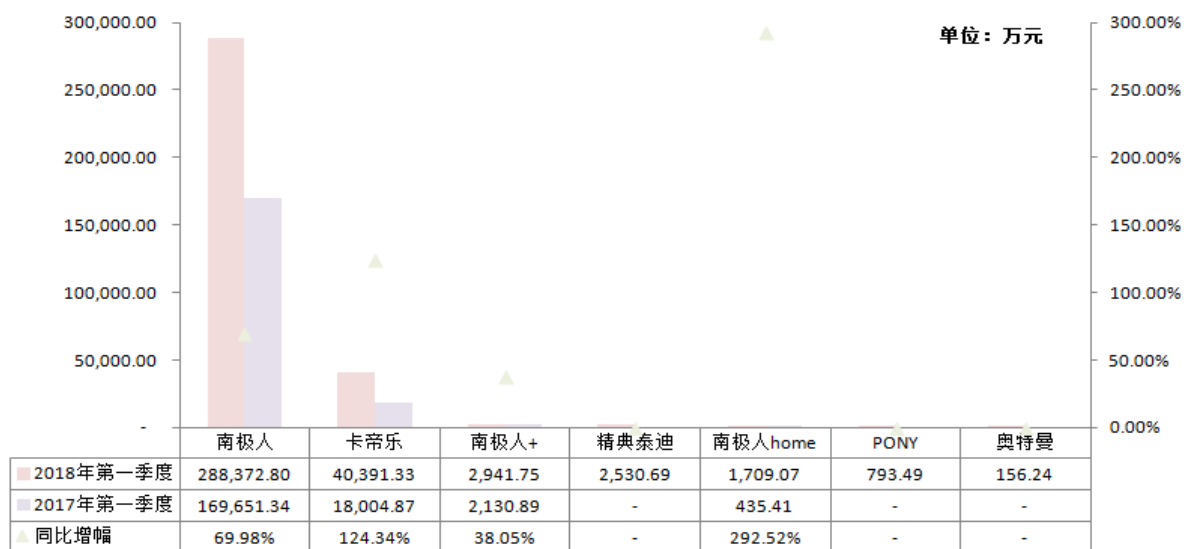 单位：万元
300,000.00 300.00%
250,000.00 250.00%
200,000.00 200.00%
150,000.00 150.00%
100,000.00 100.00%
50,000.00 50.00%
- 0.00%
南极人 卡帝乐 南极人+ 精典泰迪 南极人home PONY 奥特曼
2018年第一季度 288,372.80 40,391.33 2,941.75 2,530.69 1,709.07 793.49 156.24
2017年第一季度 169,651.34 18,004.87 2,130.89 - 435.41 - -
同比增幅 69.98% 124.34% 38.05% - 292.52% - -